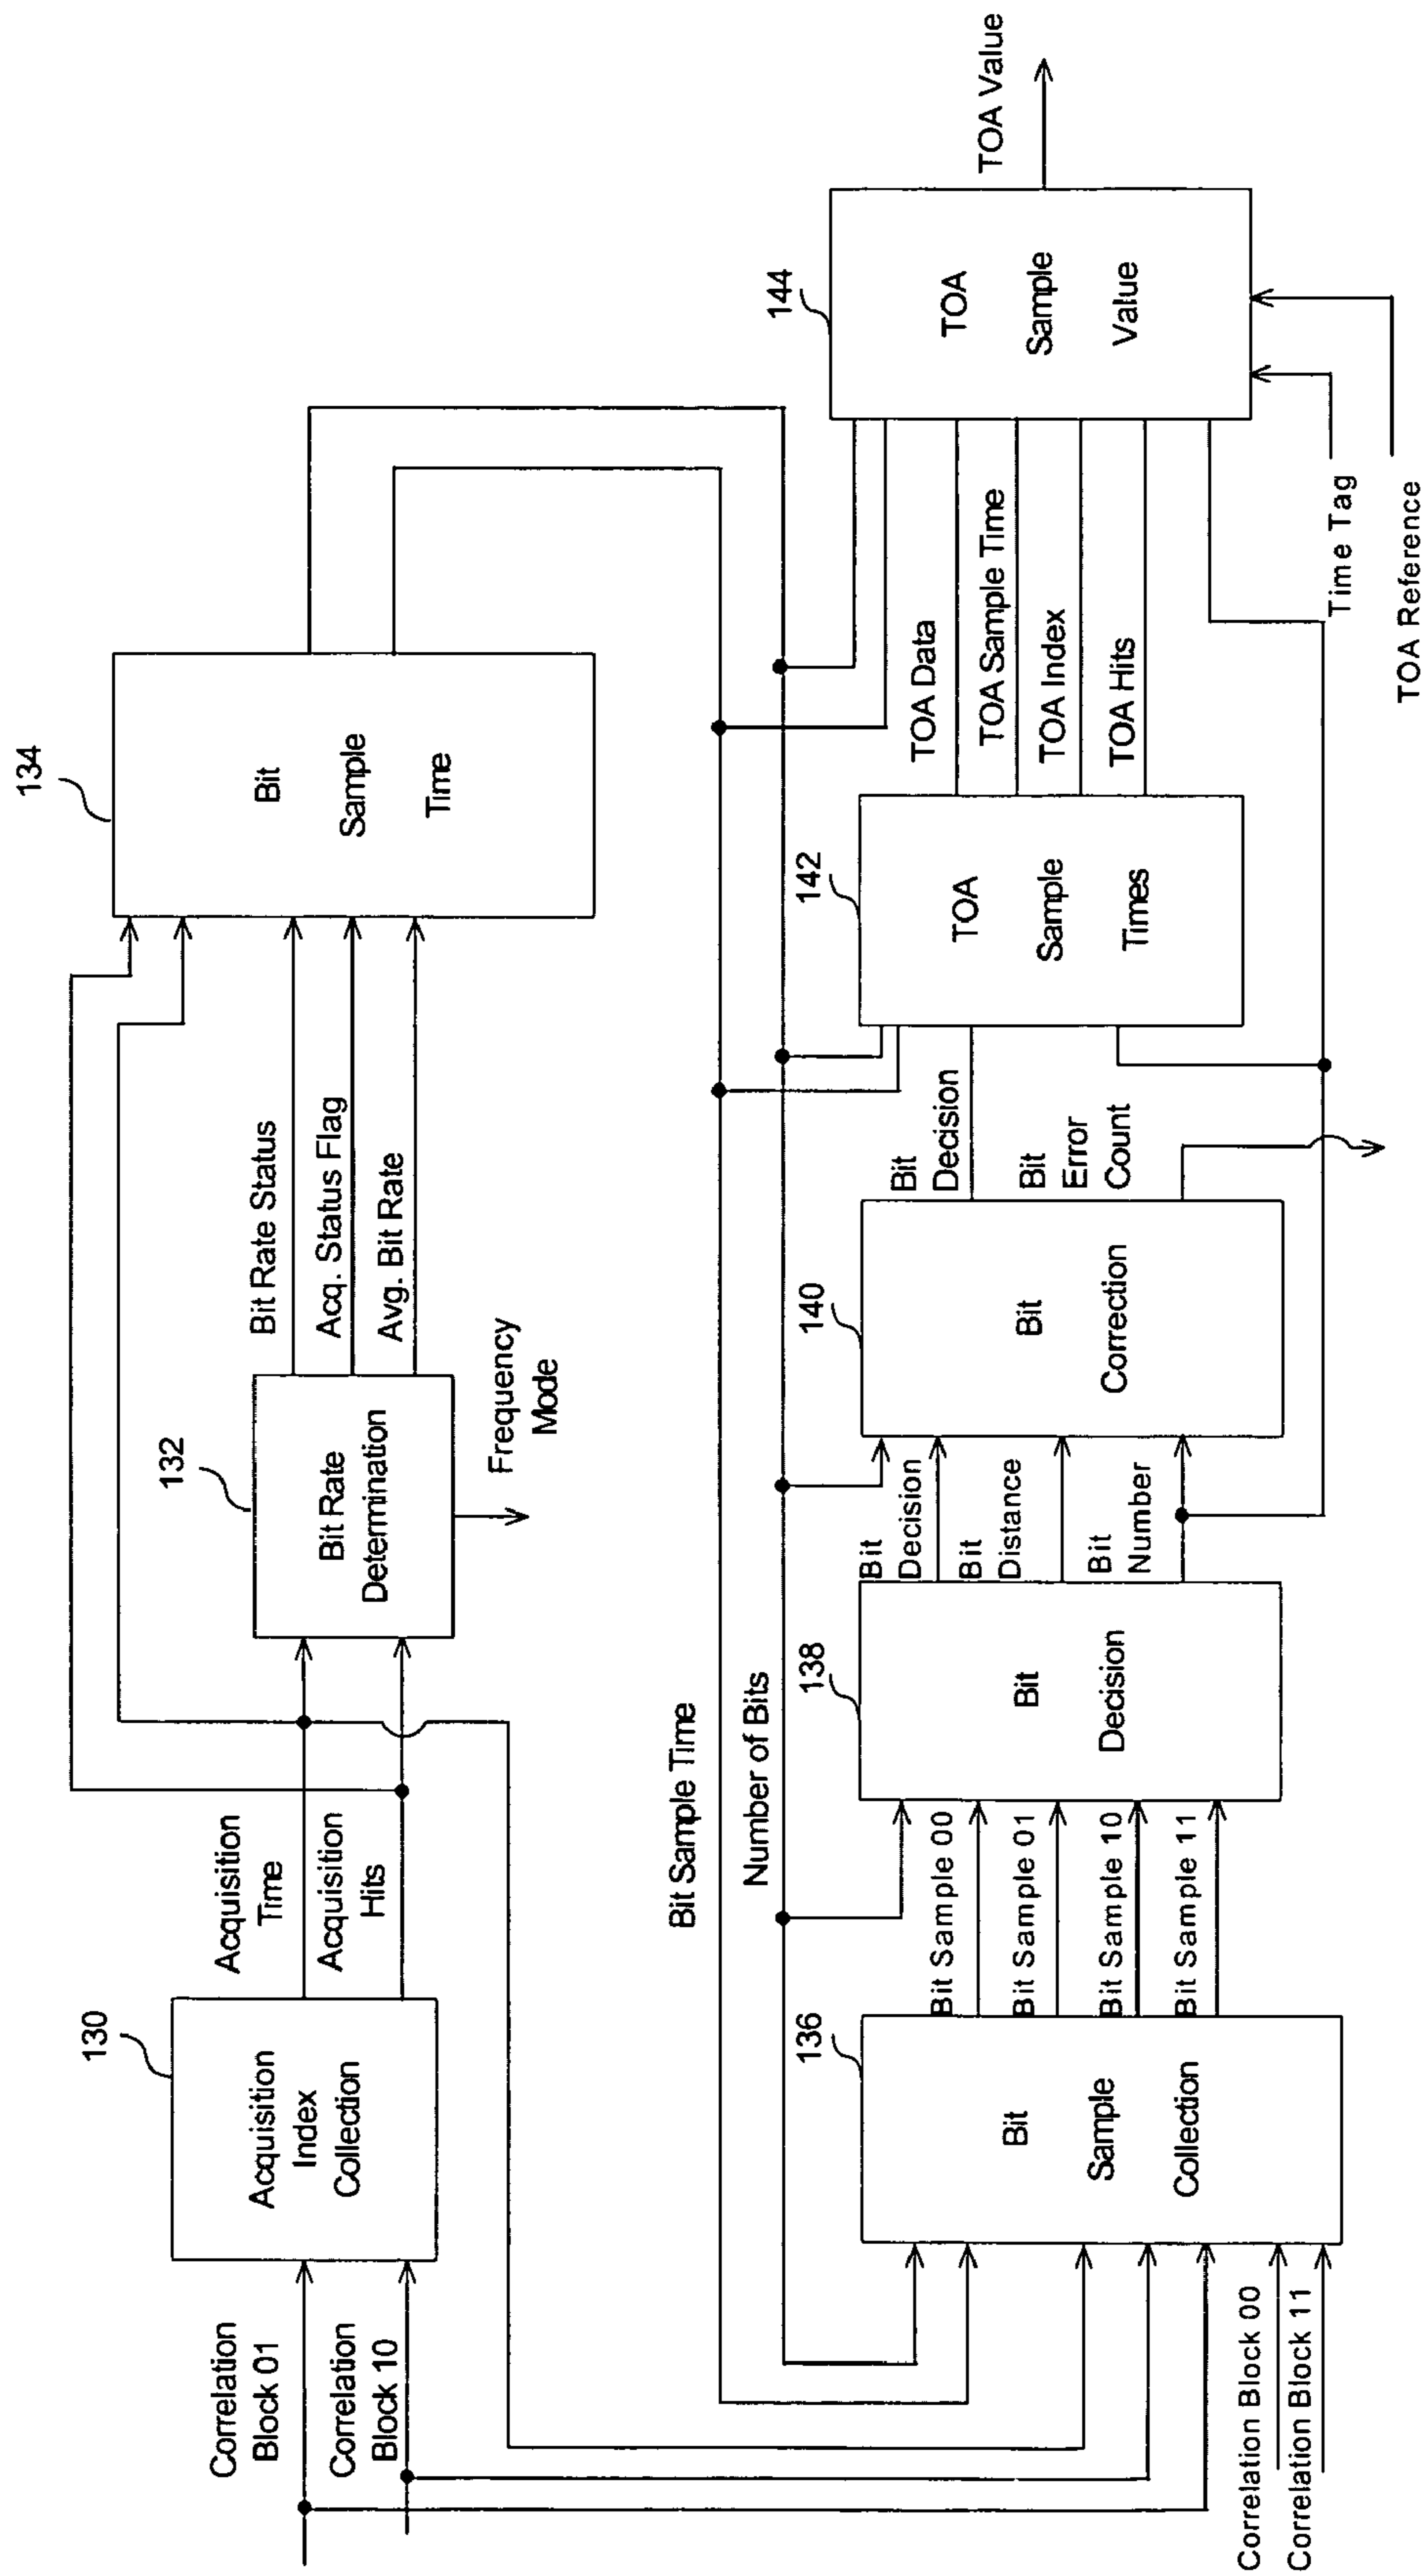 Correlation
Block 01
Correlation
Block 10
130
Acquisition
Index
Collection
Acquisition
Time
Acquisition
Hits
132
Bit Rate
Determination
Frequency
Mode
Bit Rate Status
Acq. Status Flag
Avg. Bit Rate
134
Bit
Sample
Time
Bit Sample Time
Number of Bits
Correlation Block 00
Correlation Block 11
136
Bit
Sample
Collection
Bit Sample 00
Bit Sample 01
Bit Sample 10
Bit Sample 11
138
Bit
Decision
Bit
Decision
Bit
Distance
Bit
Number
140
Bit
Correction
Bit
Decision
Bit
Error
Count
142
TOA
Sample
Times
TOA Data
TOA Sample Time
TOA Index
TOA Hits
144
TOA
Sample
Value
Time Tag
TOA Reference
TOA Value